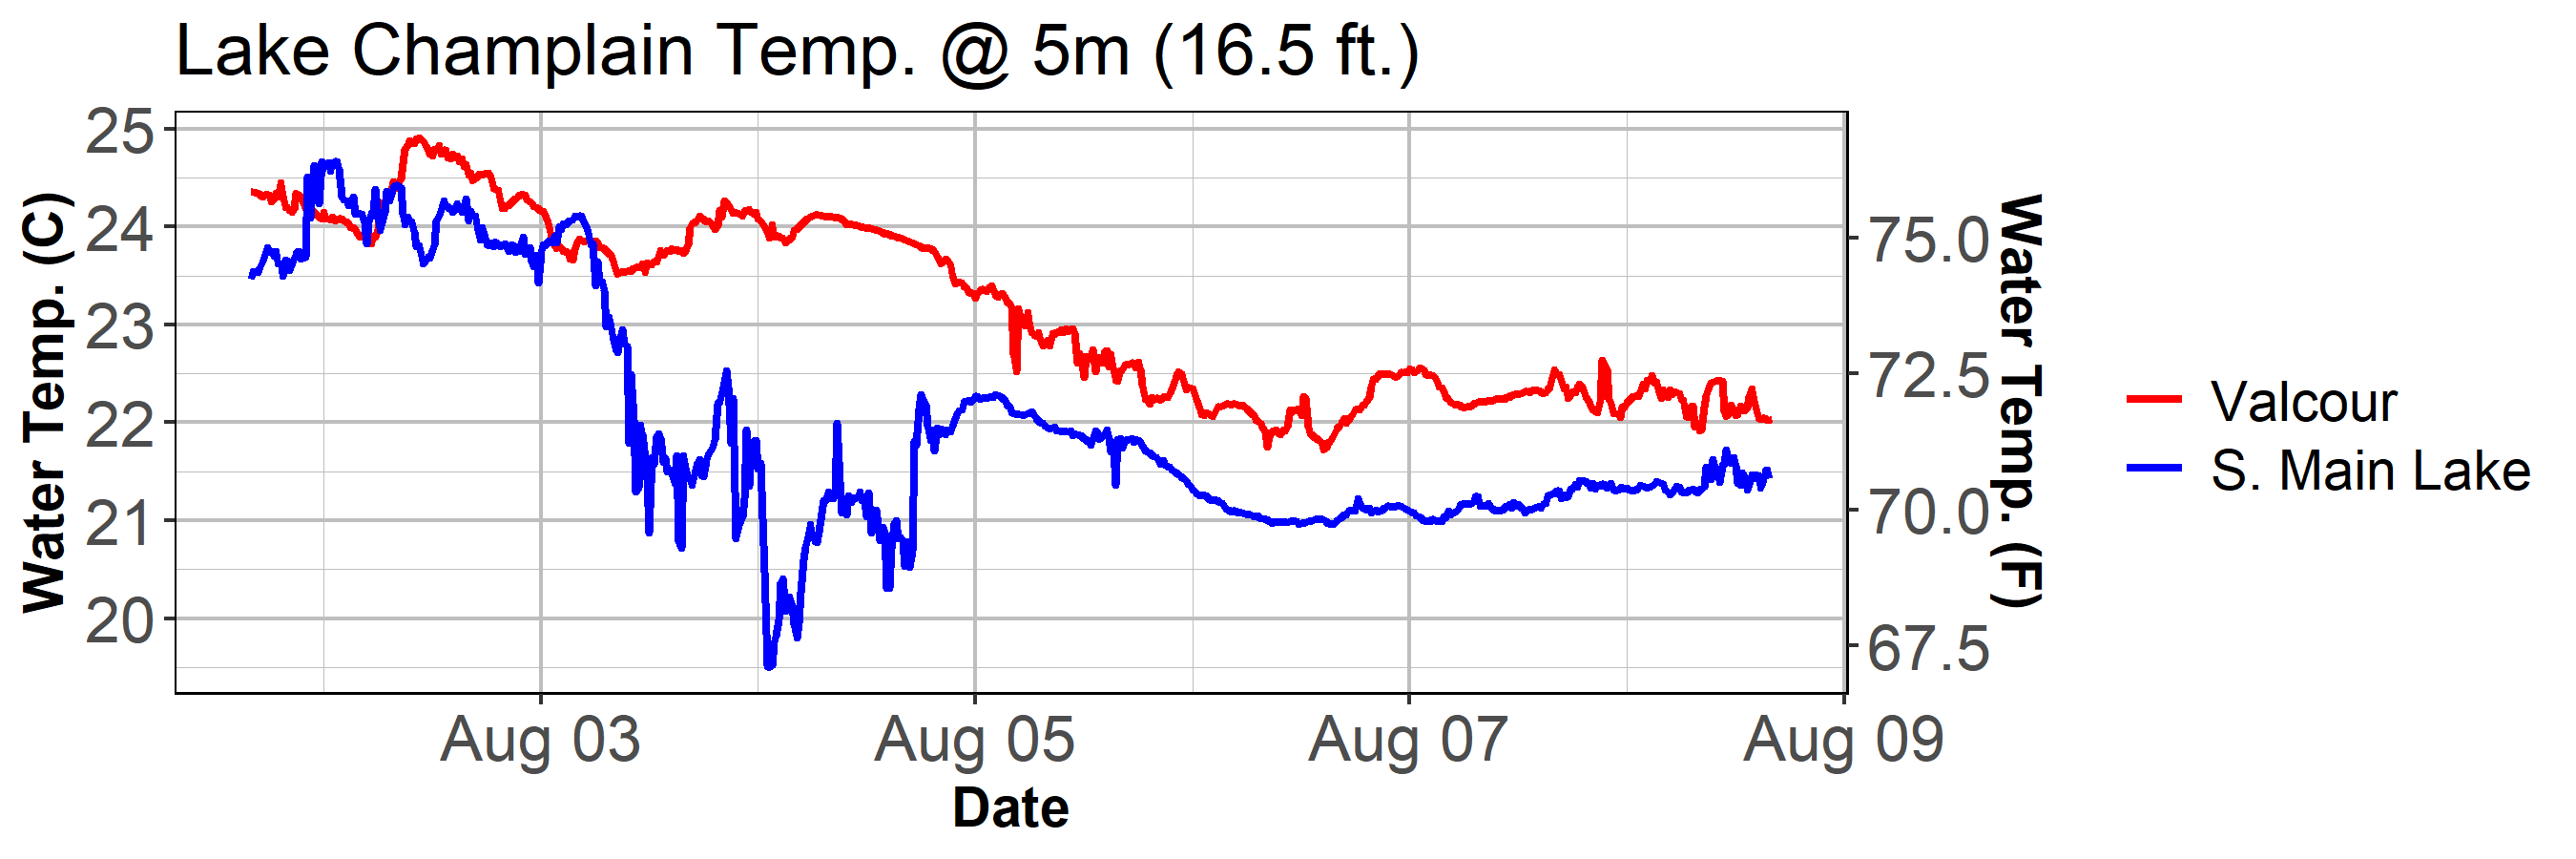 Lake Champlain Temp. @ 5m (16.5 ft.)
Water Temp. (C)
25
24
23
22
21
20
75.0
72.5
70.0
67.5
Water Temp. (F)
Aug 03
Aug 05
Aug 07
Aug 09
Date
Valcour
S. Main Lake